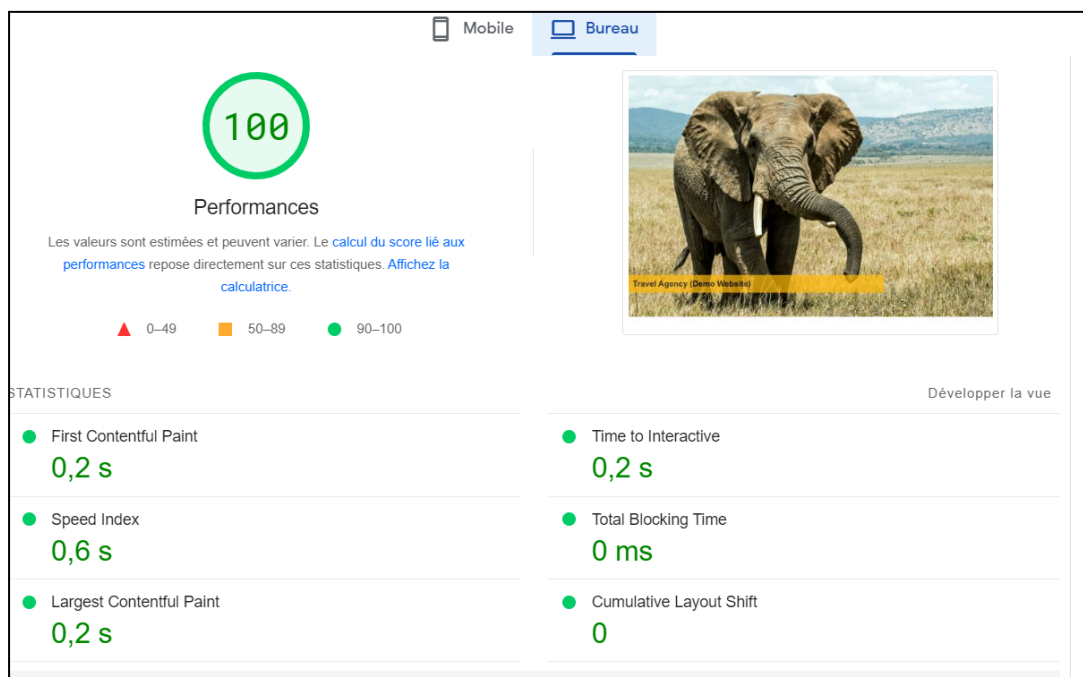 Mobile
Bureau
100
Performances
Les valeurs sont estimées et peuvent varier. Le calcul du score lié aux
performances repose directement sur ces statistiques. Affichez la
calculatrice.
0–49
50–89
90–100
Travel Agency (Demo Website)
STATISTIQUES
Développer la vue
First Contentful Paint
0,2 s
Time to Interactive
0,2 s
Speed Index
0,6 s
Total Blocking Time
0 ms
Largest Contentful Paint
0,2 s
Cumulative Layout Shift
0